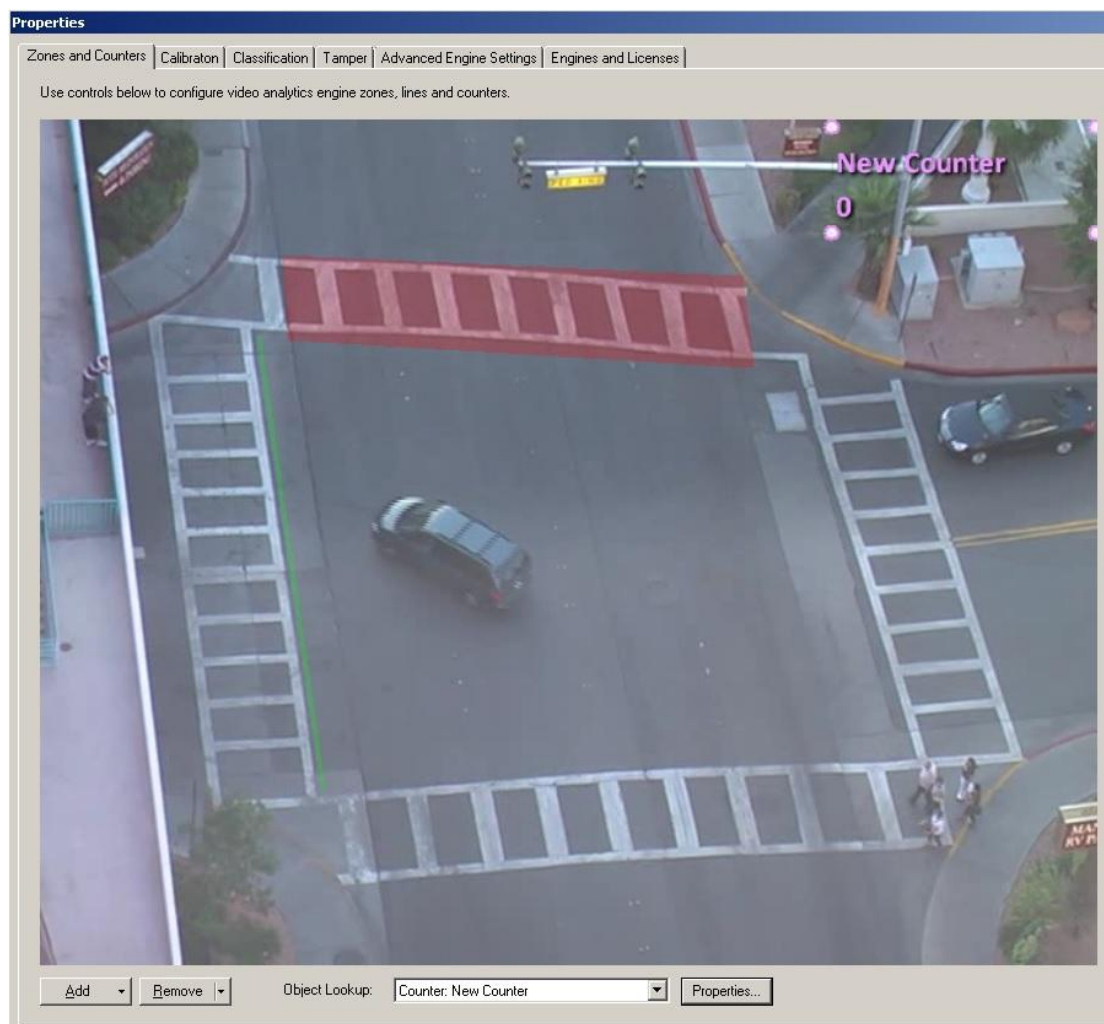 Properties
Zones and Counters
Calibraton
Classification
Tamper
Advanced Engine Settings
Engines and Licenses
Use controls below to configure video analytics engine zones, lines and counters.
New Counter
0
RV P
Add
Remove
Object Lookup:
Counter: New Counter
Properties...